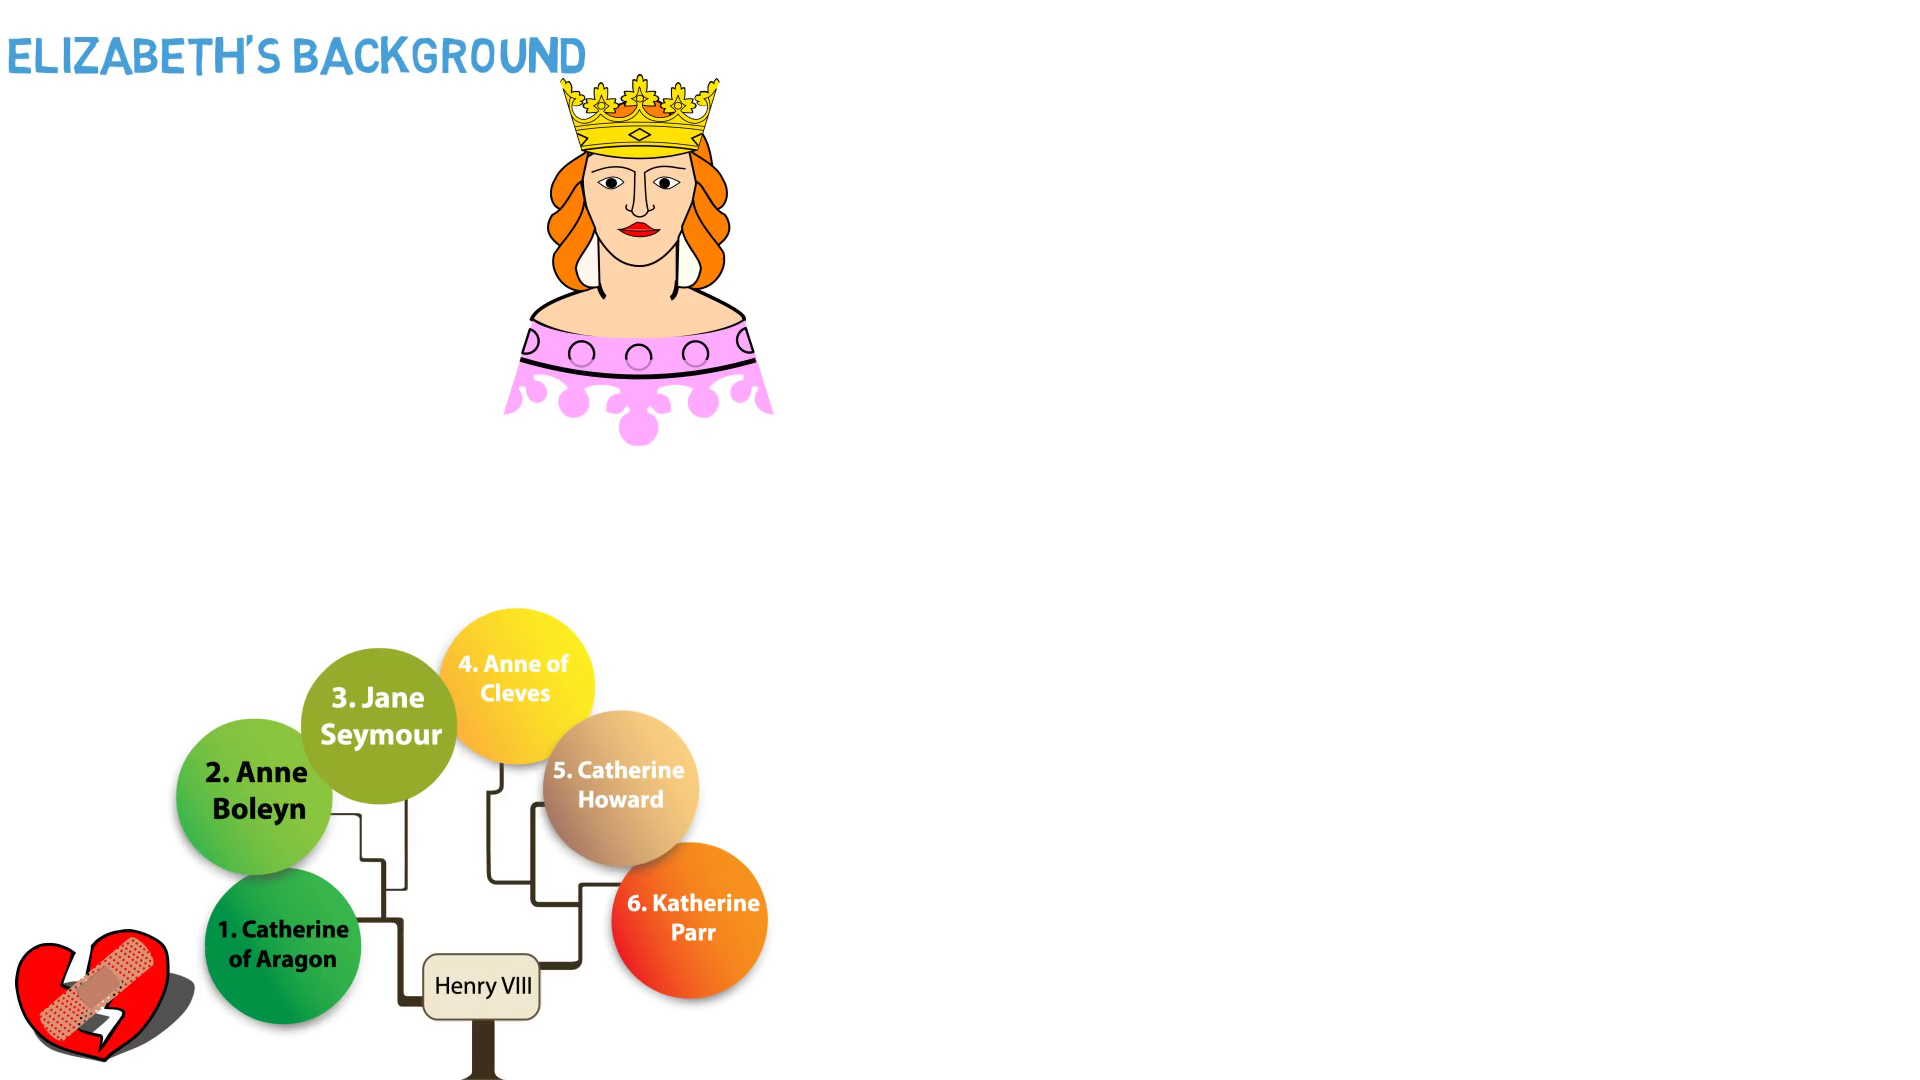 ELIZABETH'S BACKGROUND
4. Anne of
Cleves
3. Jane
Seymour
2. Anne
Boleyn
5. Catherine
Howard
6. Katherine
Parr
1. Catherine
of Aragon
Henry VIII